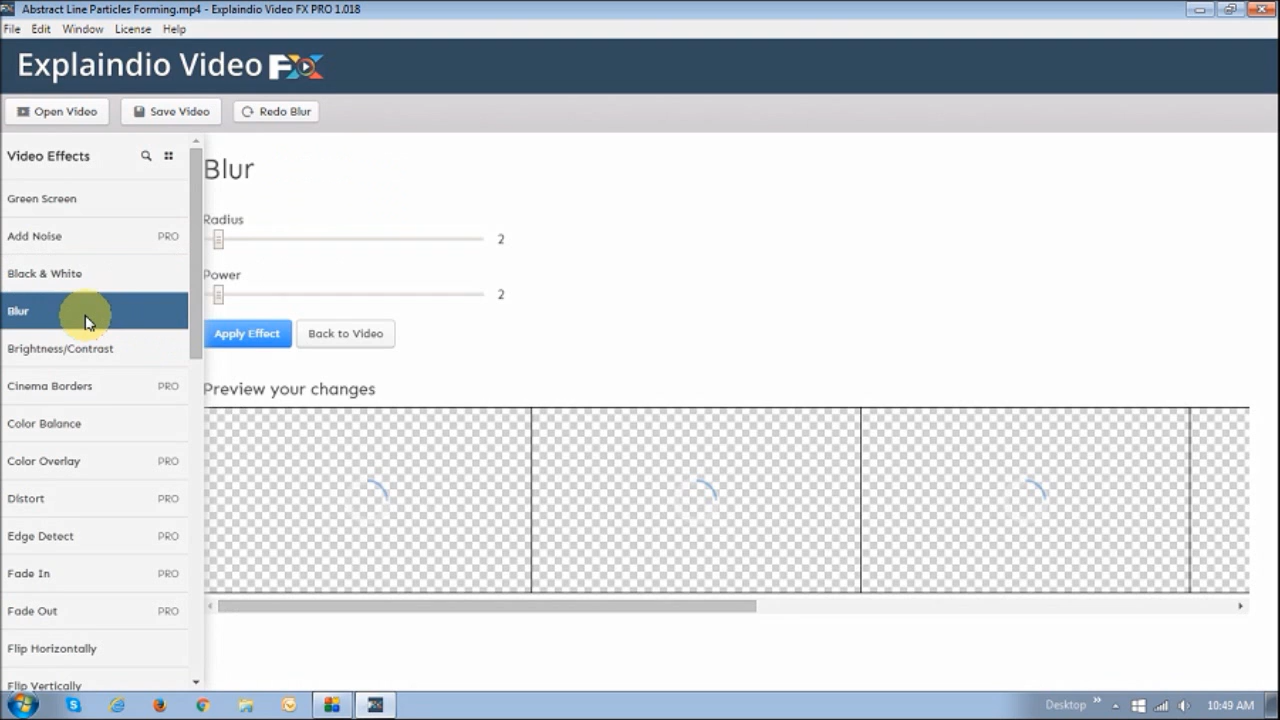 Abstract Line Particles Forming.mp4 - Explaindio Video FX PRO 1.018
File Edit Window License Help
Explaindio Video FX
Open Video Save Video Redo Blur
Video Effects
Green Screen
Add Noise PRO
Black & White
Blur
Brightness/Contrast
Cinema Borders PRO
Color Balance
Color Overlay PRO
Distort PRO
Edge Detect PRO
Fade In PRO
Fade Out PRO
Flip Horizontally
Flip Vertically
Blur
Radius
2
Power
2
Apply Effect Back to Video
Preview your changes
Desktop » 10:49 AM